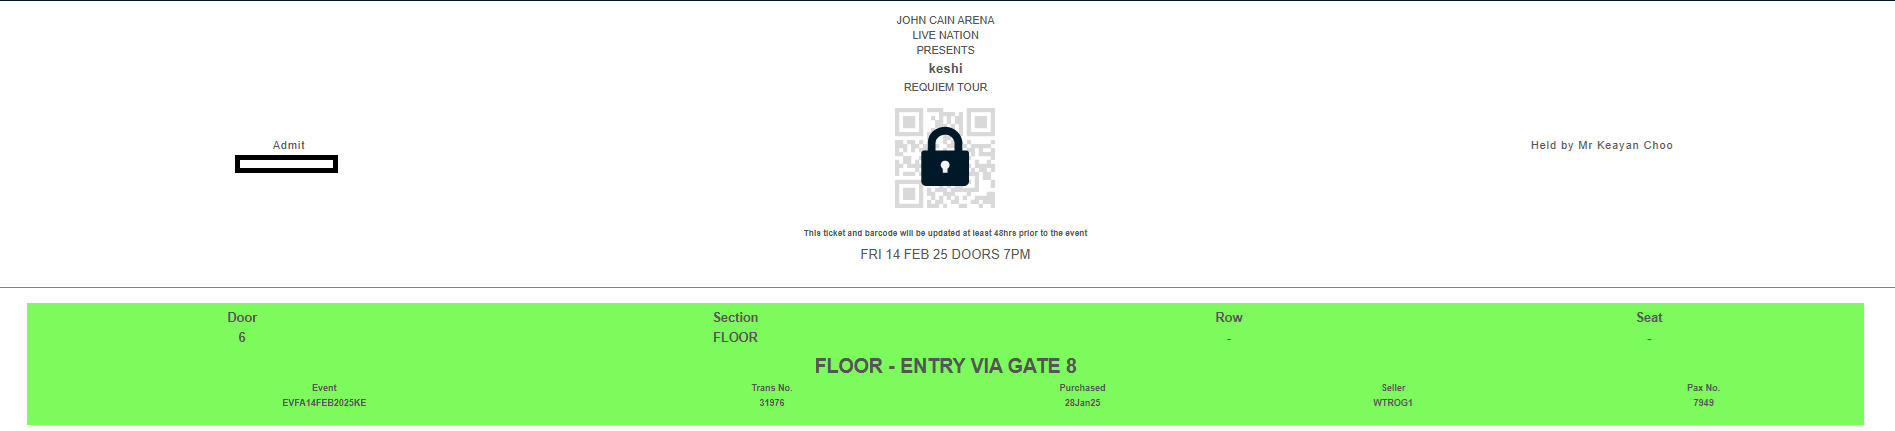 JOHN CAIN ARENA
LIVE NATION
PRESENTS
keshi
REQUIEM TOUR
Admit
Held by Mr Keayan Choo
This ticket and barcode will be updated at least 48hrs prior to the event
FRI 14 FEB 25 DOORS 7PM
Door Section Row Seat
6 FLOOR - -
FLOOR - ENTRY VIA GATE 8
Event Trans No. Purchased Seller Pax No.
EVFA14FEB2025KE 31976 28Jan25 WTROG1 7949